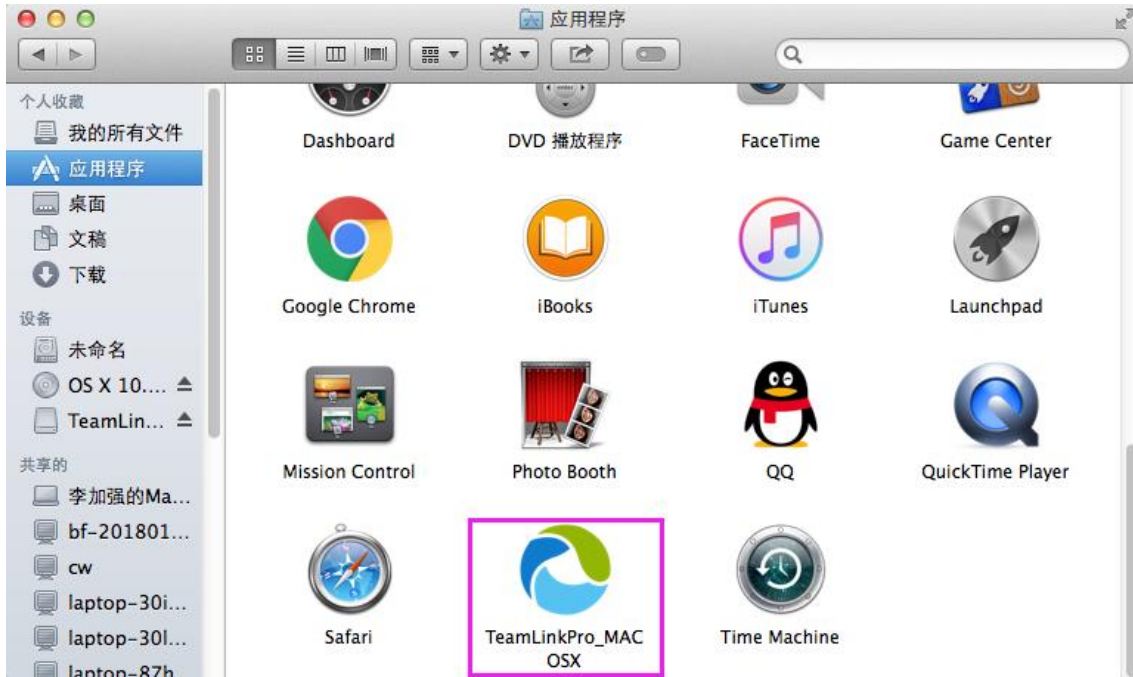 应用程序
个人收藏
我的所有文件
应用程序
桌面
文稿
下载
设备
未命名
OS X 10....
TeamLin...
共享的
李加强的Ma...
bf-201801...
cw
laptop-30i...
laptop-30l...
laptop-87h
Dashboard
DVD 播放程序
FaceTime
Game Center
Google Chrome
iBooks
iTunes
Launchpad
Mission Control
Photo Booth
QQ
QuickTime Player
Safari
TeamLinkPro_MAC
OSX
Time Machine